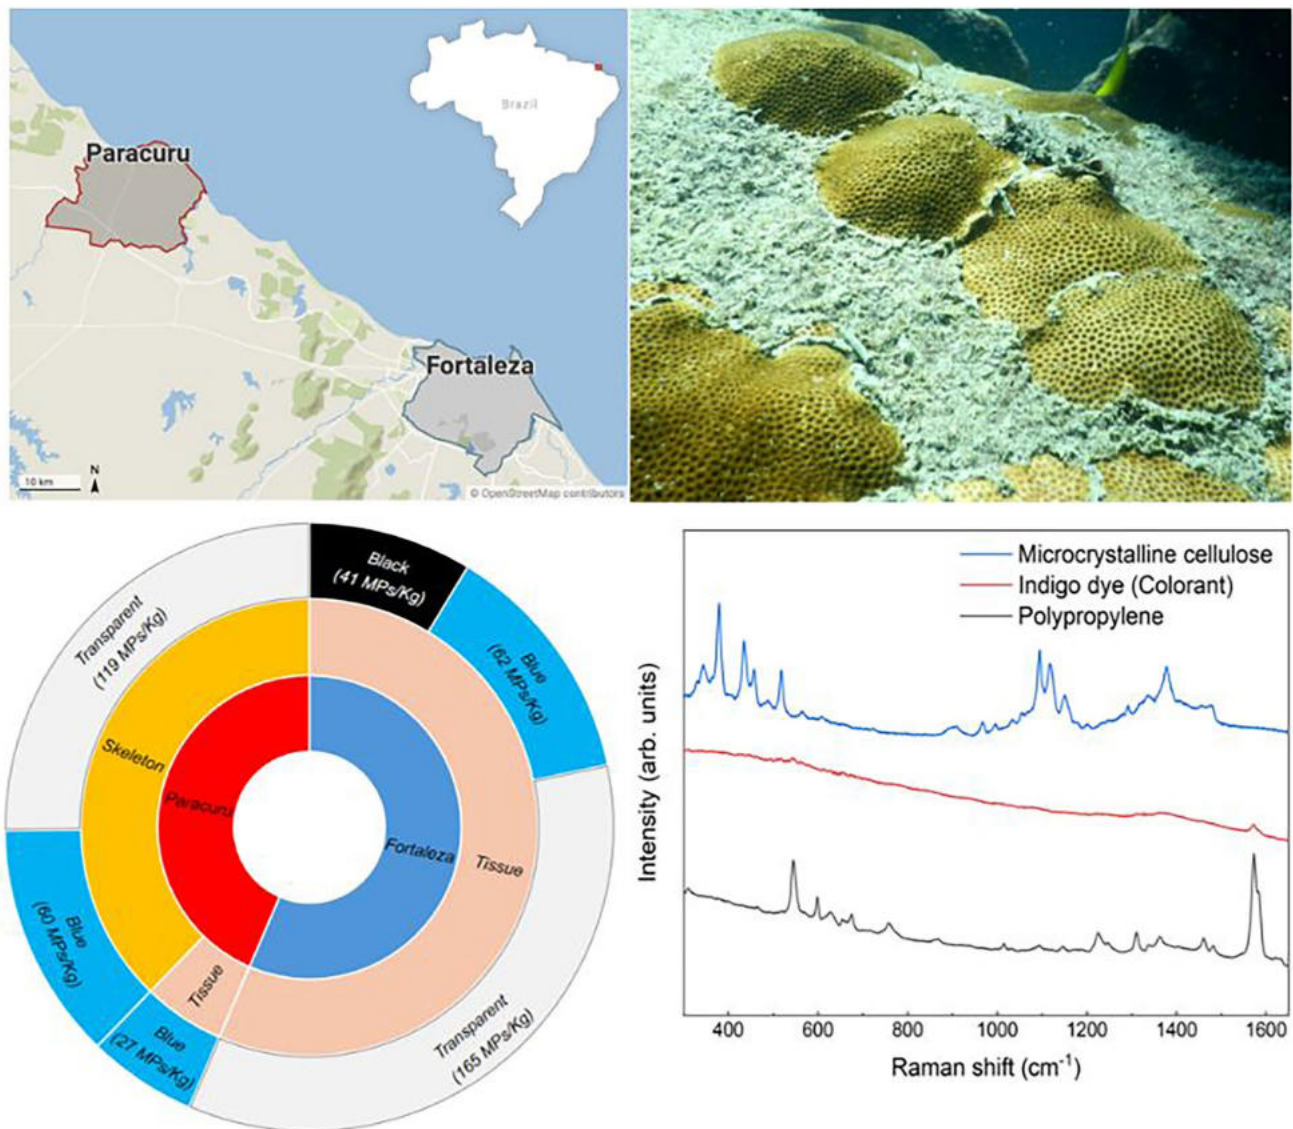 Brazil
Paracuru
Fortaleza
10 km
N
© OpenStreetMap contributors
Black
(41 MPs/Kg)
Blue
(62 MPs/Kg)
Transparent
(119 MPs/Kg)
Skeleton
Paracuru
Fortaleza
Tissue
Blue
(60 MPs/Kg)
Tissue
Blue
(27 MPs/Kg)
Transparent
(165 MPs/Kg)
Microcrystalline cellulose
Indigo dye (Colorant)
Polypropylene
Intensity (arb. units)
400 600 800 1000 1200 1400 1600
Raman shift (cm⁻¹)